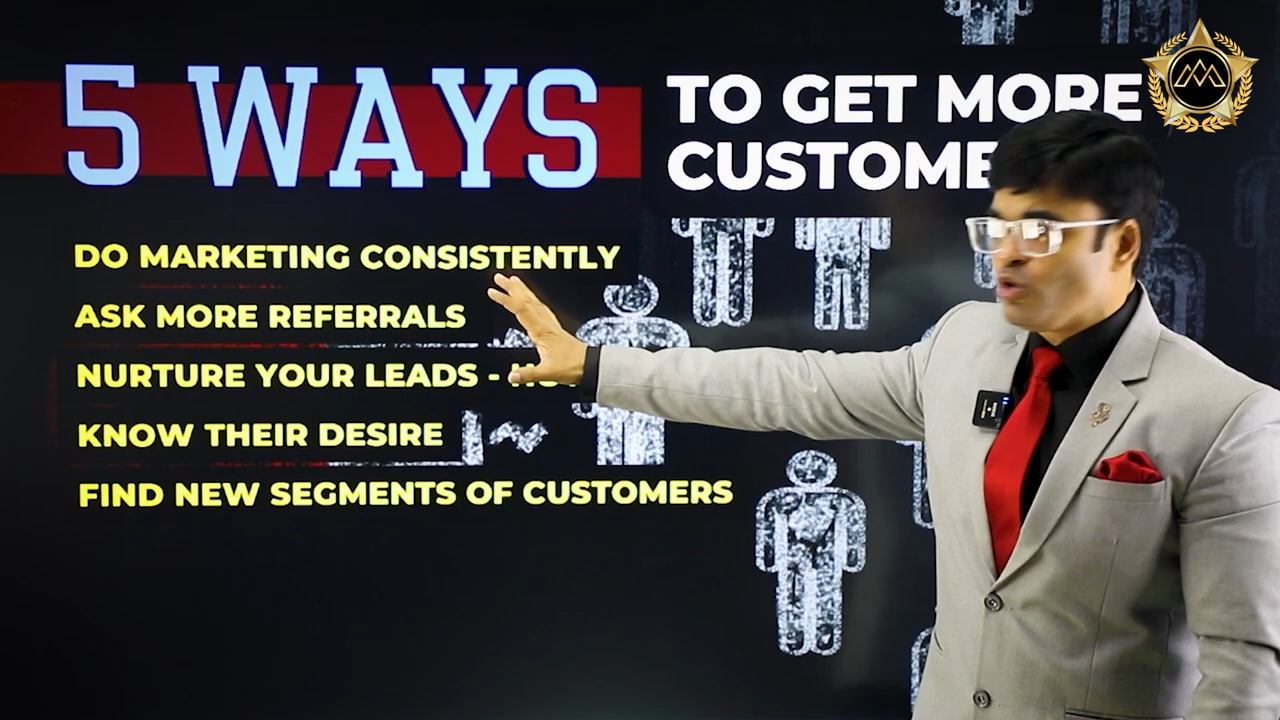 5 WAYS
TO GET MORE
CUSTOME
DO MARKETING CONSISTENTLY
ASK MORE REFERRALS
NURTURE YOUR LEADS -
KNOW THEIR DESIRE
FIND NEW SEGMENTS OF CUSTOMERS